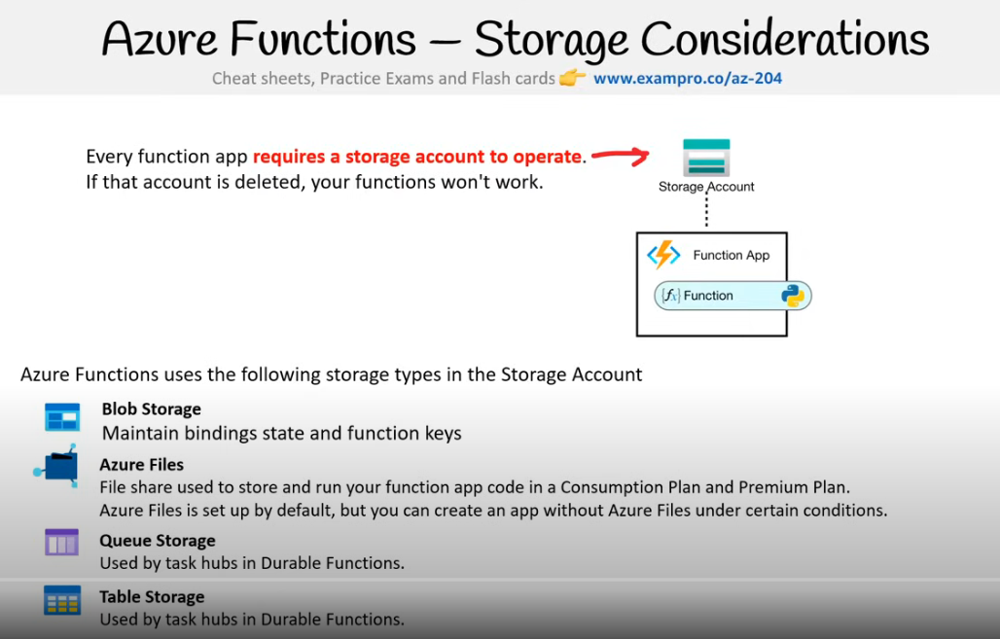 Azure Functions – Storage Considerations
Cheat sheets, Practice Exams and Flash cards 👉 www.exampro.co/az-204
Every function app requires a storage account to operate.
If that account is deleted, your functions won't work.
Storage Account
Function App
{fx} Function
Azure Functions uses the following storage types in the Storage Account
Blob Storage
Maintain bindings state and function keys
Azure Files
File share used to store and run your function app code in a Consumption Plan and Premium Plan.
Azure Files is set up by default, but you can create an app without Azure Files under certain conditions.
Queue Storage
Used by task hubs in Durable Functions.
Table Storage
Used by task hubs in Durable Functions.